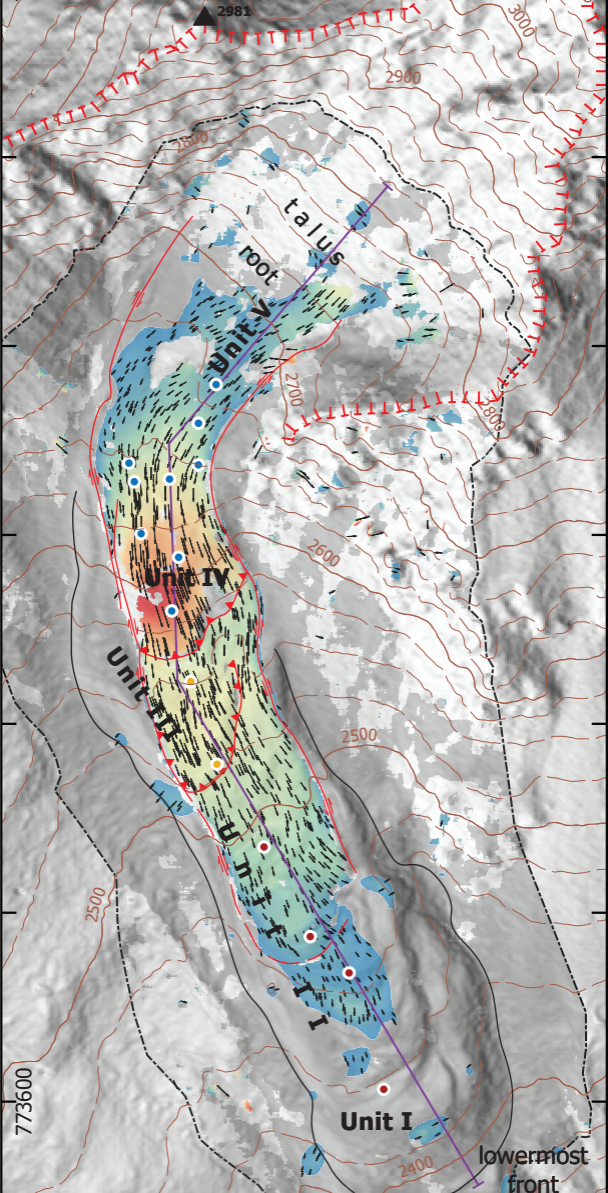 2981
3000
2900
2800
talus
root
Unit V
2700
2800
2600
Unit IV
Unit III
2500
Unit II
2500
773600
Unit I
2400
lowermost
front